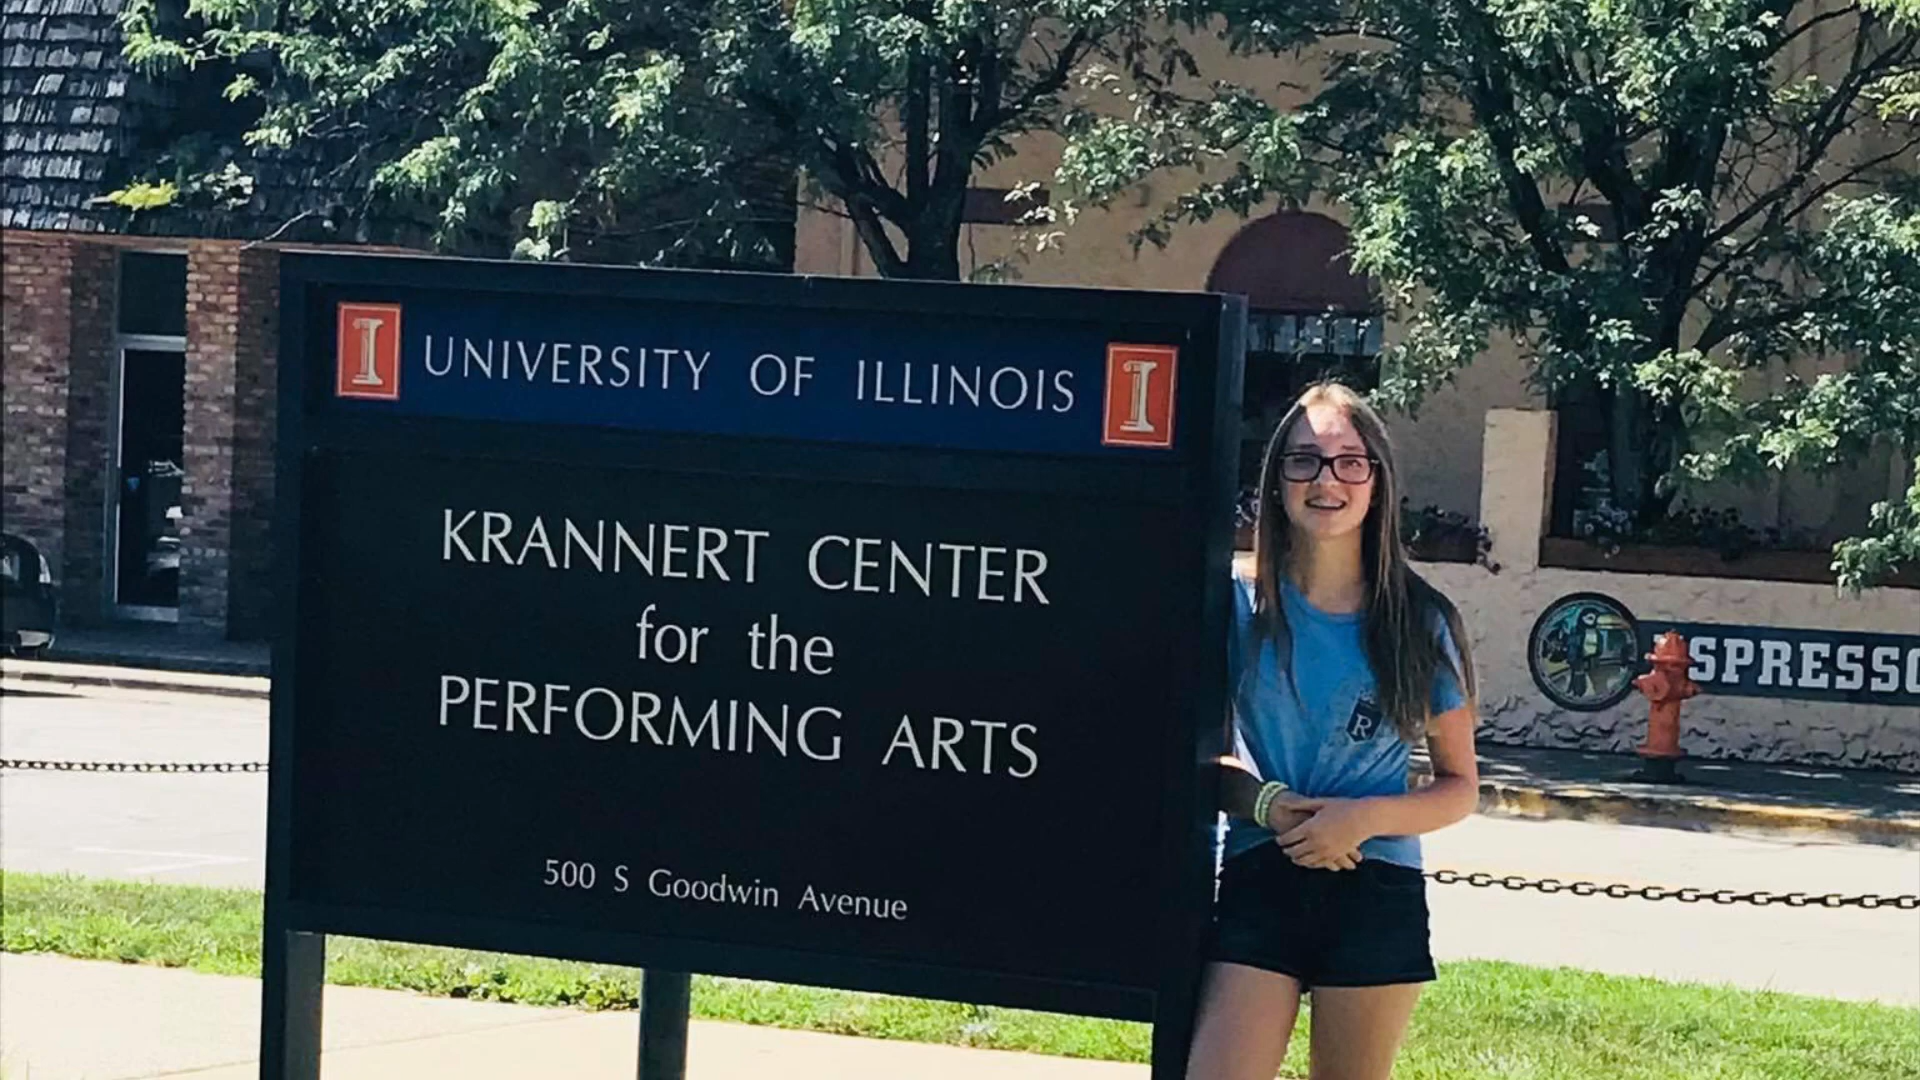 I UNIVERSITY OF ILLINOIS I
KRANNERT CENTER
for the
PERFORMING ARTS
500 S Goodwin Avenue
R
SPRESSO